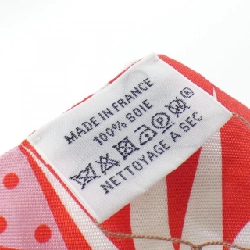 MADE IN FRANCE
100% SOIE
NETTOYAGE A SEC